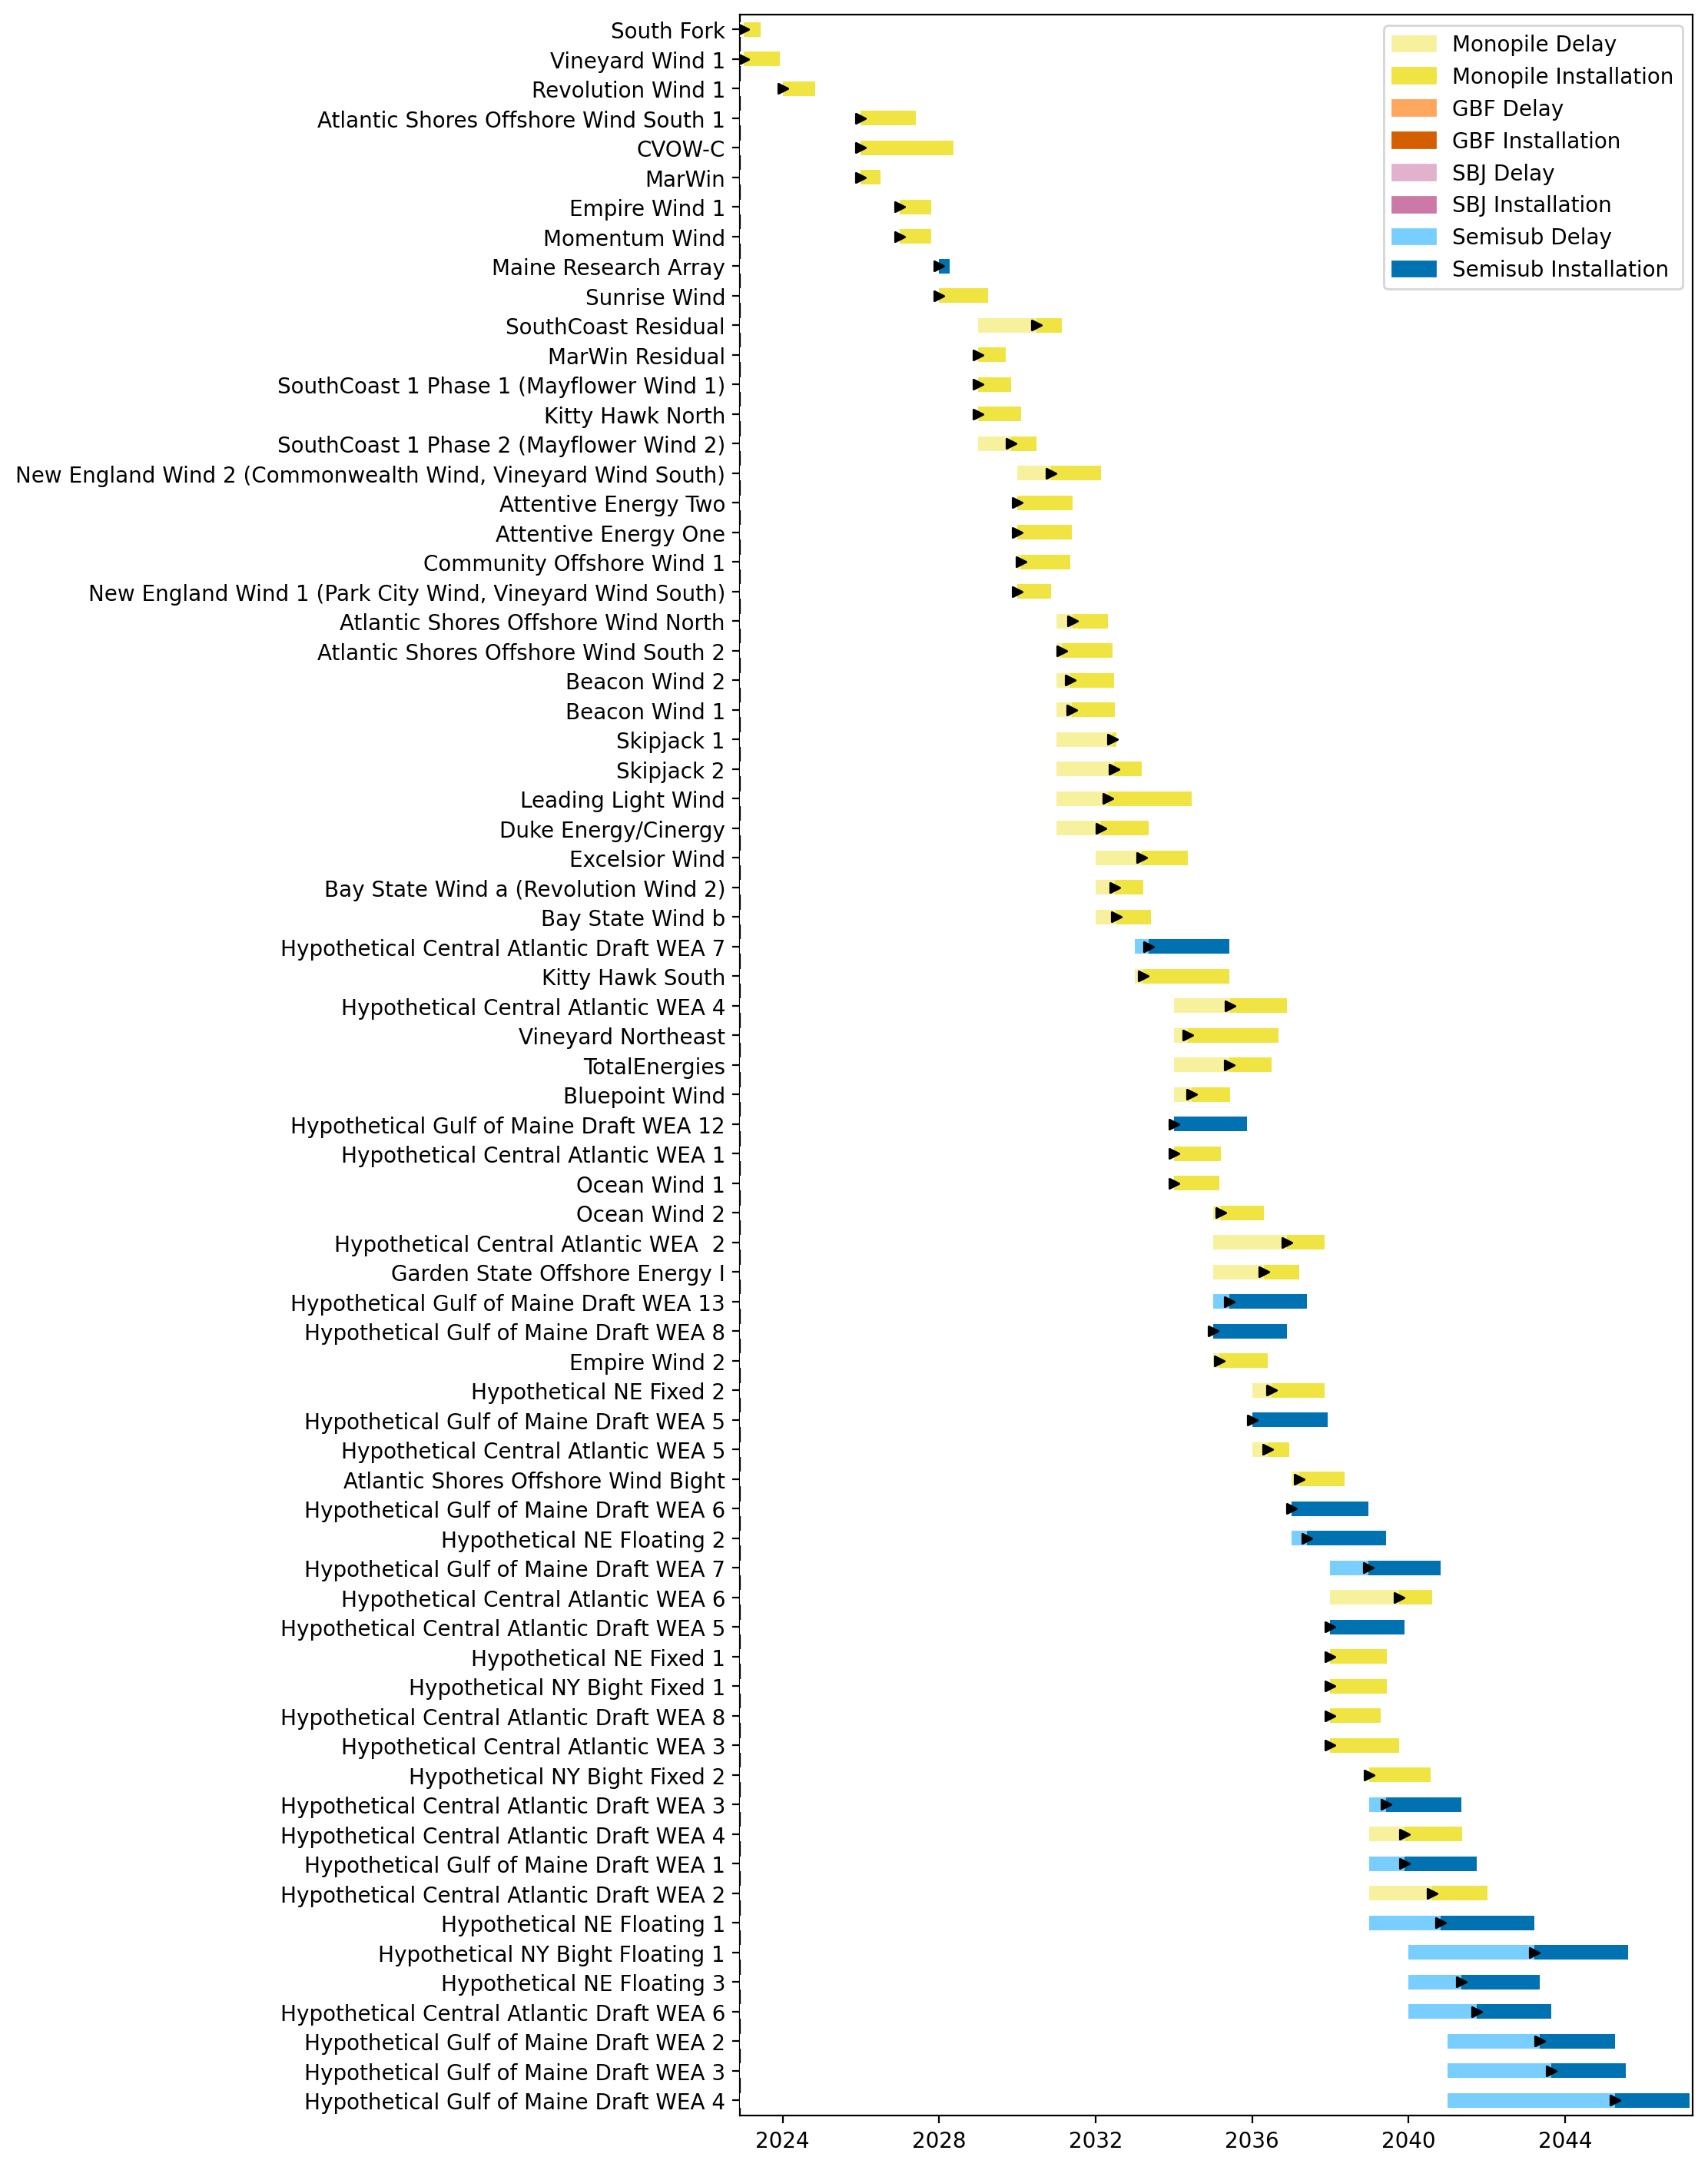 South Fork
Vineyard Wind 1
Revolution Wind 1
Atlantic Shores Offshore Wind South 1
CVOW-C
MarWin
Empire Wind 1
Momentum Wind
Maine Research Array
Sunrise Wind
SouthCoast Residual
MarWin Residual
SouthCoast 1 Phase 1 (Mayflower Wind 1)
Kitty Hawk North
SouthCoast 1 Phase 2 (Mayflower Wind 2)
New England Wind 2 (Commonwealth Wind, Vineyard Wind South)
Attentive Energy Two
Attentive Energy One
Community Offshore Wind 1
New England Wind 1 (Park City Wind, Vineyard Wind South)
Atlantic Shores Offshore Wind North
Atlantic Shores Offshore Wind South 2
Beacon Wind 2
Beacon Wind 1
Skipjack 1
Skipjack 2
Leading Light Wind
Duke Energy/Cinergy
Excelsior Wind
Bay State Wind a (Revolution Wind 2)
Bay State Wind b
Hypothetical Central Atlantic Draft WEA 7
Kitty Hawk South
Hypothetical Central Atlantic WEA 4
Vineyard Northeast
TotalEnergies
Bluepoint Wind
Hypothetical Gulf of Maine Draft WEA 12
Hypothetical Central Atlantic WEA 1
Ocean Wind 1
Ocean Wind 2
Hypothetical Central Atlantic WEA  2
Garden State Offshore Energy I
Hypothetical Gulf of Maine Draft WEA 13
Hypothetical Gulf of Maine Draft WEA 8
Empire Wind 2
Hypothetical NE Fixed 2
Hypothetical Gulf of Maine Draft WEA 5
Hypothetical Central Atlantic WEA 5
Atlantic Shores Offshore Wind Bight
Hypothetical Gulf of Maine Draft WEA 6
Hypothetical NE Floating 2
Hypothetical Gulf of Maine Draft WEA 7
Hypothetical Central Atlantic WEA 6
Hypothetical Central Atlantic Draft WEA 5
Hypothetical NE Fixed 1
Hypothetical NY Bight Fixed 1
Hypothetical Central Atlantic Draft WEA 8
Hypothetical Central Atlantic WEA 3
Hypothetical NY Bight Fixed 2
Hypothetical Central Atlantic Draft WEA 3
Hypothetical Central Atlantic Draft WEA 4
Hypothetical Gulf of Maine Draft WEA 1
Hypothetical Central Atlantic Draft WEA 2
Hypothetical NE Floating 1
Hypothetical NY Bight Floating 1
Hypothetical NE Floating 3
Hypothetical Central Atlantic Draft WEA 6
Hypothetical Gulf of Maine Draft WEA 2
Hypothetical Gulf of Maine Draft WEA 3
Hypothetical Gulf of Maine Draft WEA 4
Monopile Delay
Monopile Installation
GBF Delay
GBF Installation
SBJ Delay
SBJ Installation
Semisub Delay
Semisub Installation
2024 2028 2032 2036 2040 2044